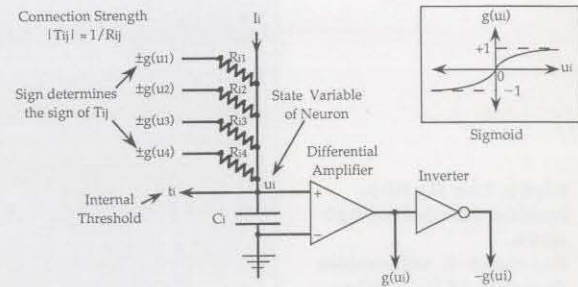 Connection Strength
|Tij| = 1/Rij
Ii
±g(u1)
Ri1
±g(u2)
Ri2
±g(u3)
Ri3
±g(u4)
Ri4
Sign determines
the sign of Tij
State Variable
of Neuron
ti
ui
Internal
Threshold
Ci
Differential
Amplifier
+
−
Inverter
g(ui)
-g(ui)
g(ui)
+1
ui
0
−1
Sigmoid